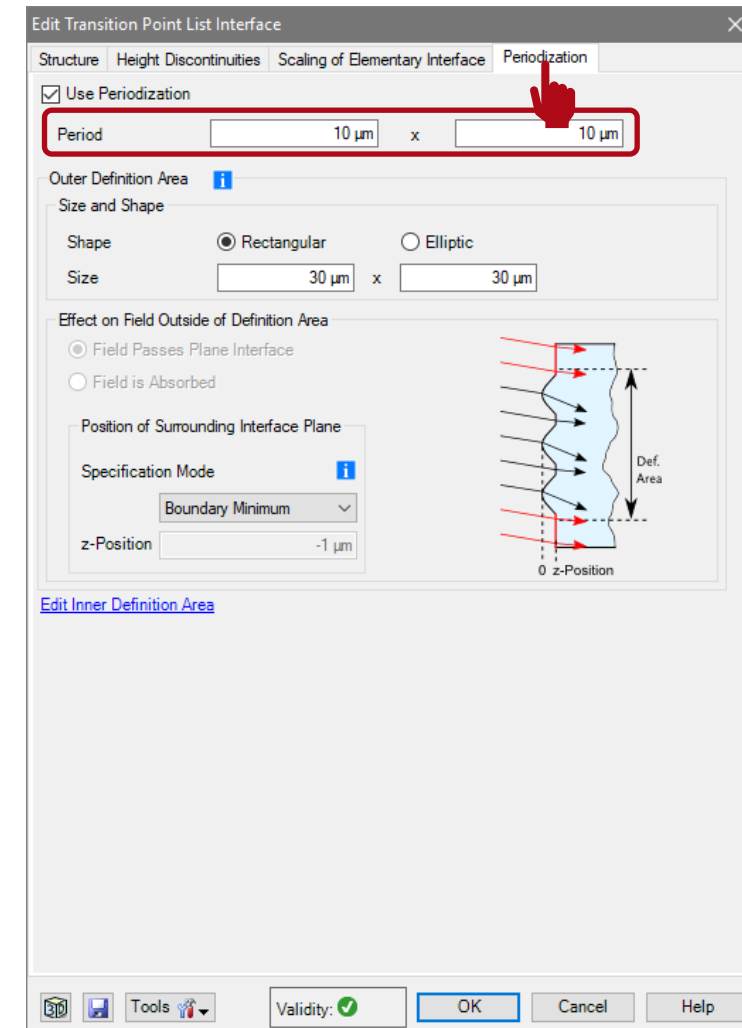 Edit Transition Point List Interface
Structure Height Discontinuities Scaling of Elementary Interface Periodization
Use Periodization
Period 10 µm x 10 µm
Outer Definition Area i
Size and Shape
Shape Rectangular Elliptic
Size 30 µm x 30 µm
Effect on Field Outside of Definition Area
Field Passes Plane Interface
Field is Absorbed
Position of Surrounding Interface Plane
Specification Mode i
Boundary Minimum
z-Position -1 µm
Def.
Area
0 z-Position
Edit Inner Definition Area
3D Tools Validity: OK Cancel Help